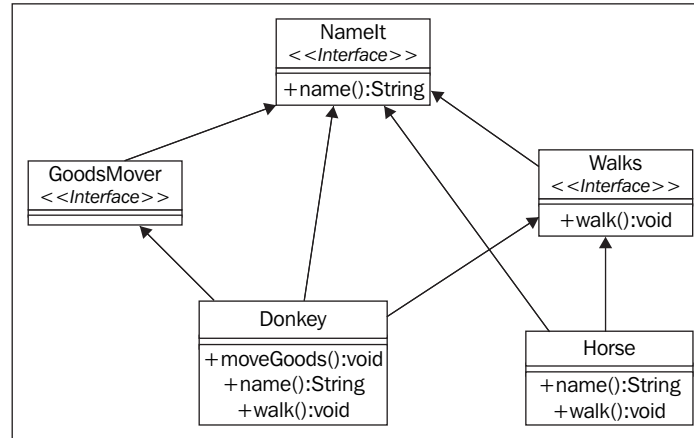 NameIt
<<Interface>>
+name():String
GoodsMover
<<Interface>>
Walks
<<Interface>>
+walk():void
Donkey
+moveGoods():void
+name():String
+walk():void
Horse
+name():String
+walk():void